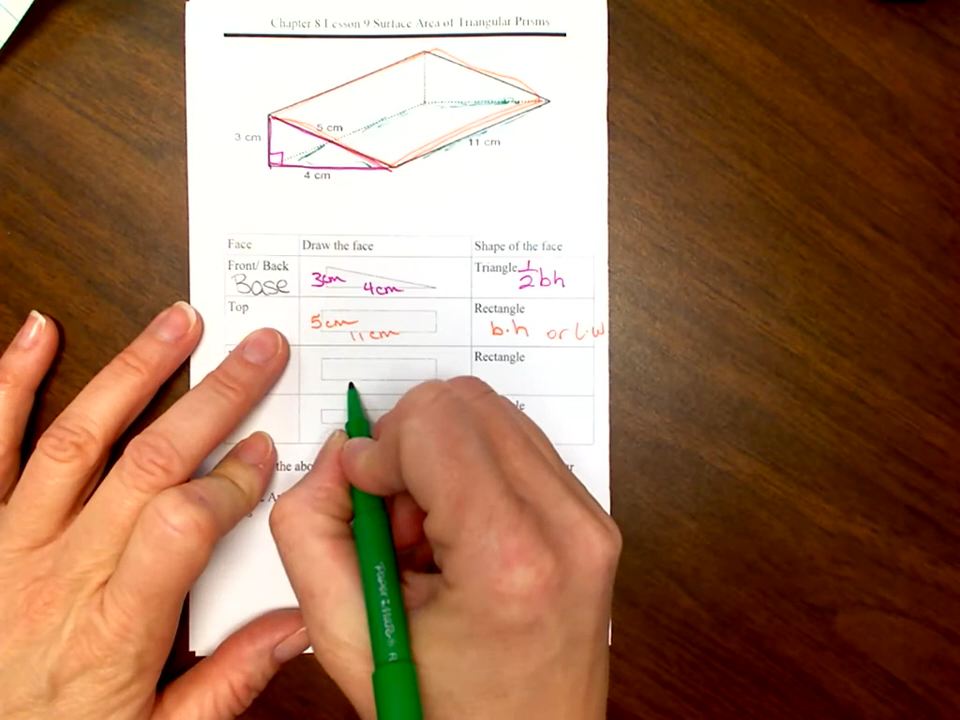 Chapter 8 Lesson 9 Surface Area of Triangular Prisms
3 cm
5 cm
4 cm
11 cm
Face Draw the face Shape of the face
Front/ Back
Base
3cm
4cm
Triangle 1/2 bh
Top
5cm
11cm
Rectangle
b.h or l.w
Rectangle
the